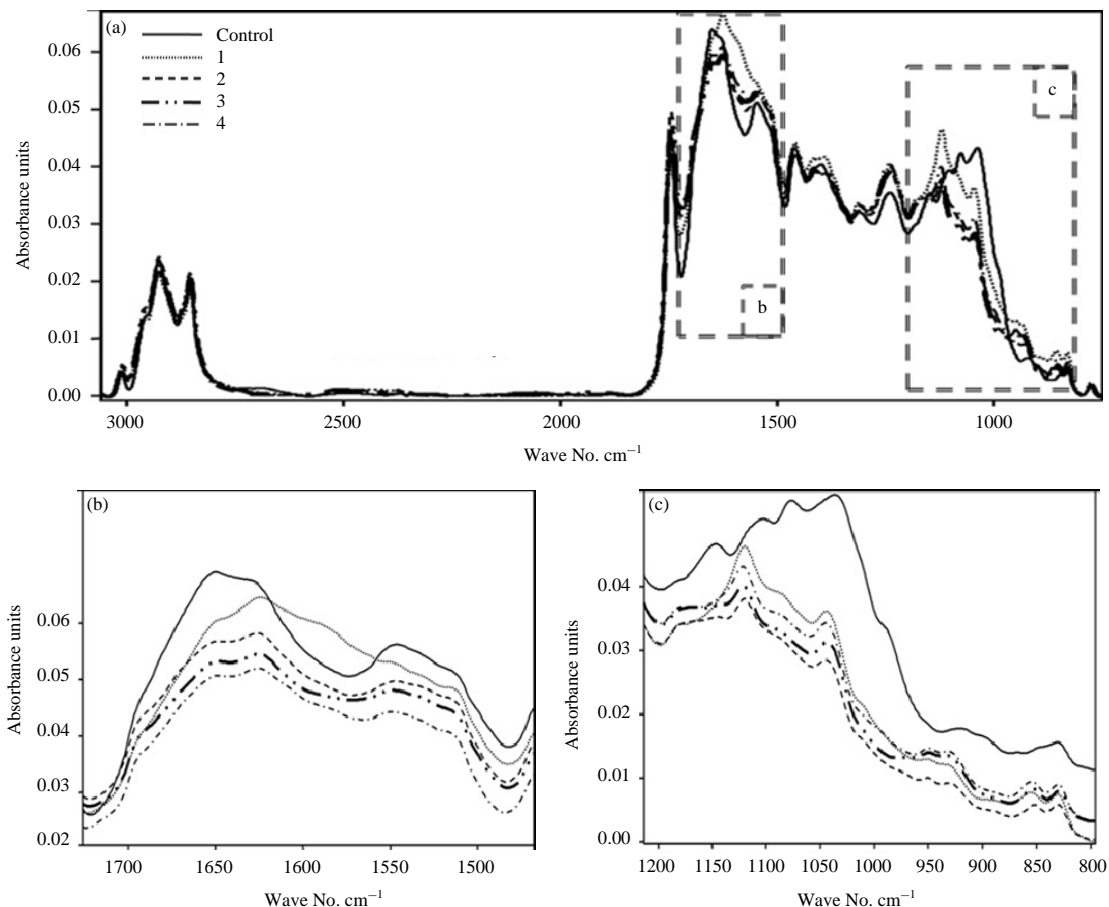 (a)
Control
1
2
3
4
Absorbance units
0.06
0.05
0.04
0.03
0.02
0.01
0.00
b
c
3000 2500 2000 1500 1000
Wave No. cm⁻¹
(b)
Absorbance units
0.06
0.05
0.04
0.03
0.02
1700 1650 1600 1550 1500
Wave No. cm⁻¹
(c)
Absorbance units
0.04
0.03
0.02
0.01
0.00
1200 1150 1100 1050 1000 950 900 850 800
Wave No. cm⁻¹